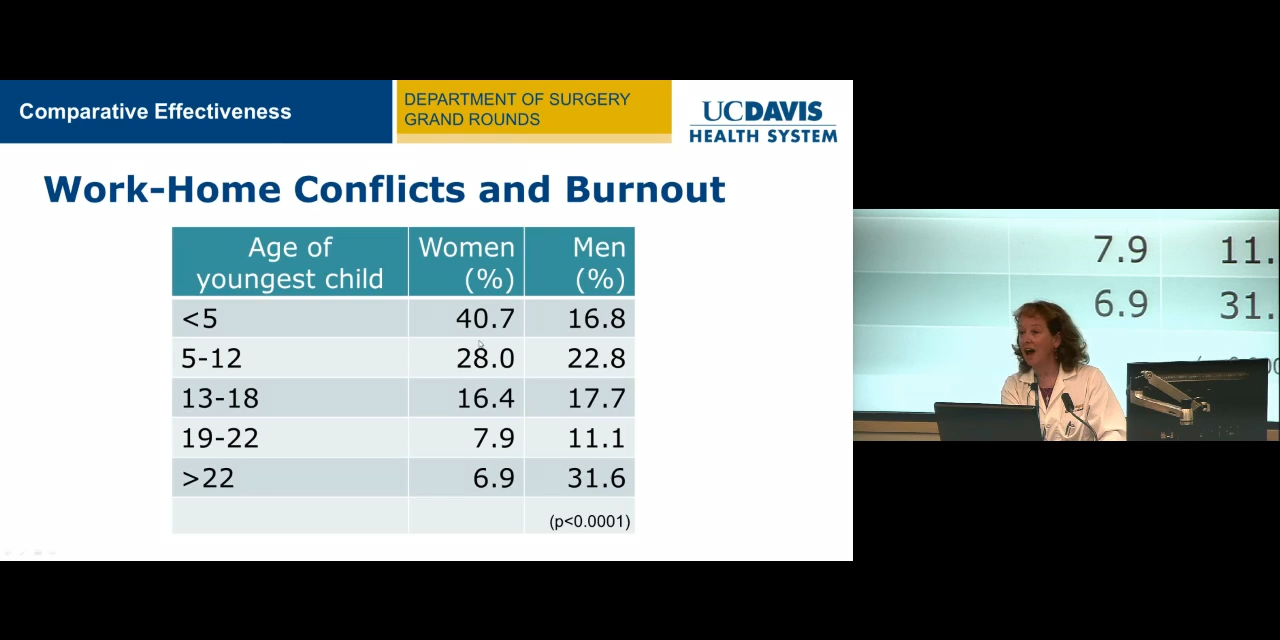 Comparative Effectiveness
DEPARTMENT OF SURGERY
GRAND ROUNDS
UCDAVIS
HEALTH SYSTEM
Work-Home Conflicts and Burnout
Age of youngest child Women (%) Men (%)
<5 40.7 16.8
5-12 28.0 22.8
13-18 16.4 17.7
19-22 7.9 11.1
>22 6.9 31.6
(p<0.0001)
7.9 11.
6.9 31.